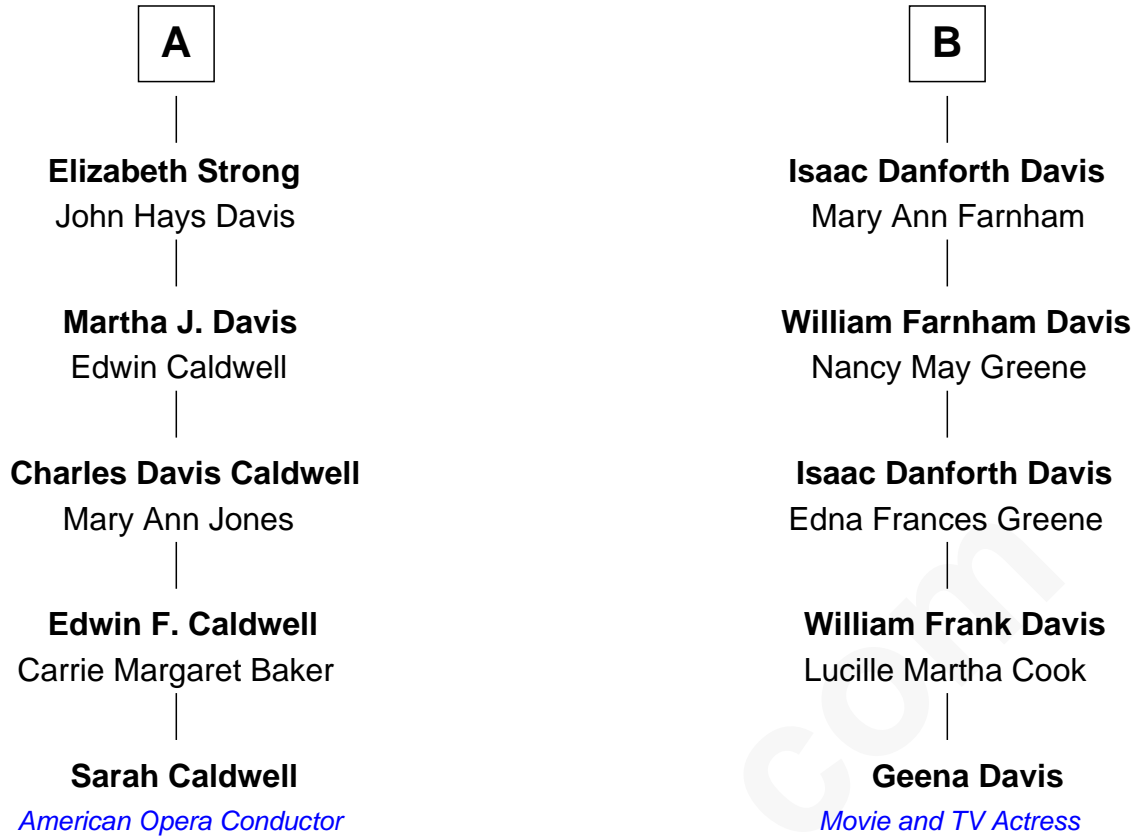 A
Elizabeth Strong
John Hays Davis
Martha J. Davis
Edwin Caldwell
Charles Davis Caldwell
Mary Ann Jones
Edwin F. Caldwell
Carrie Margaret Baker
Sarah Caldwell
American Opera Conductor
B
Isaac Danforth Davis
Mary Ann Farnham
William Farnham Davis
Nancy May Greene
Isaac Danforth Davis
Edna Frances Greene
William Frank Davis
Lucille Martha Cook
Geena Davis
Movie and TV Actress
com